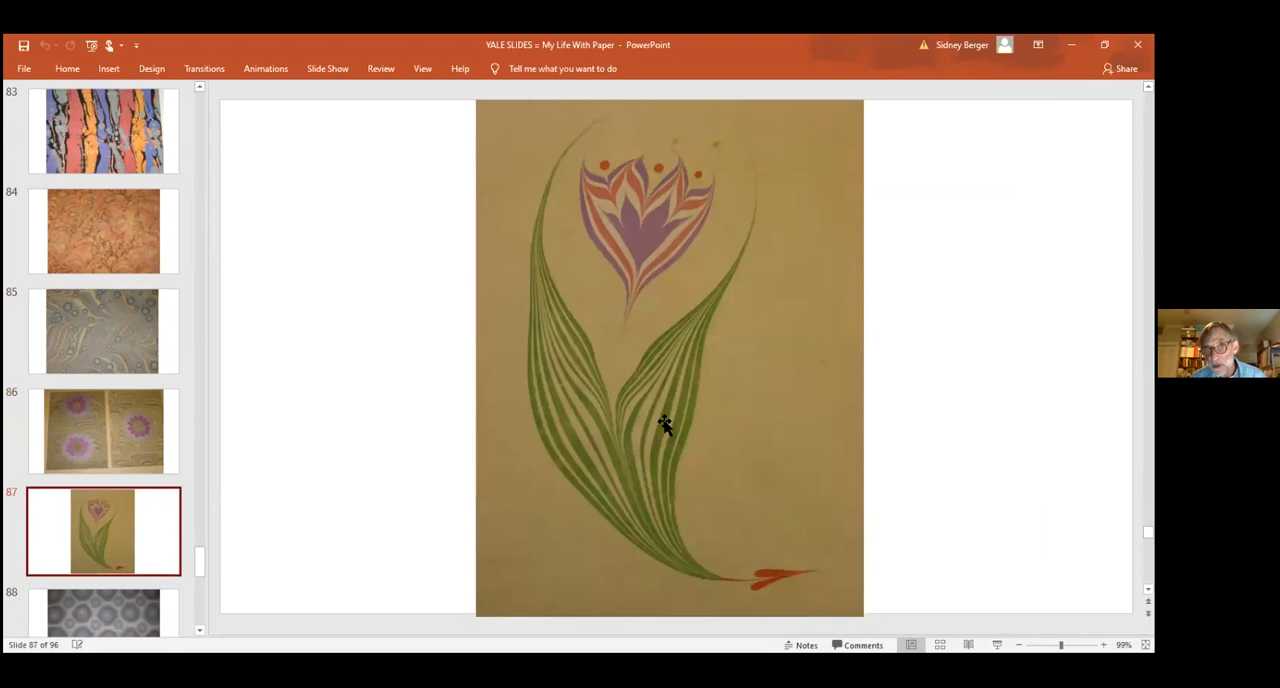 YALE SLIDES = My Life With Paper - PowerPoint
Sidney Berger
File Home Insert Design Transitions Animations Slide Show Review View Help Tell me what you want to do
Share
83
84
85
86
87
88
Slide 87 of 96
Notes
Comments
99%